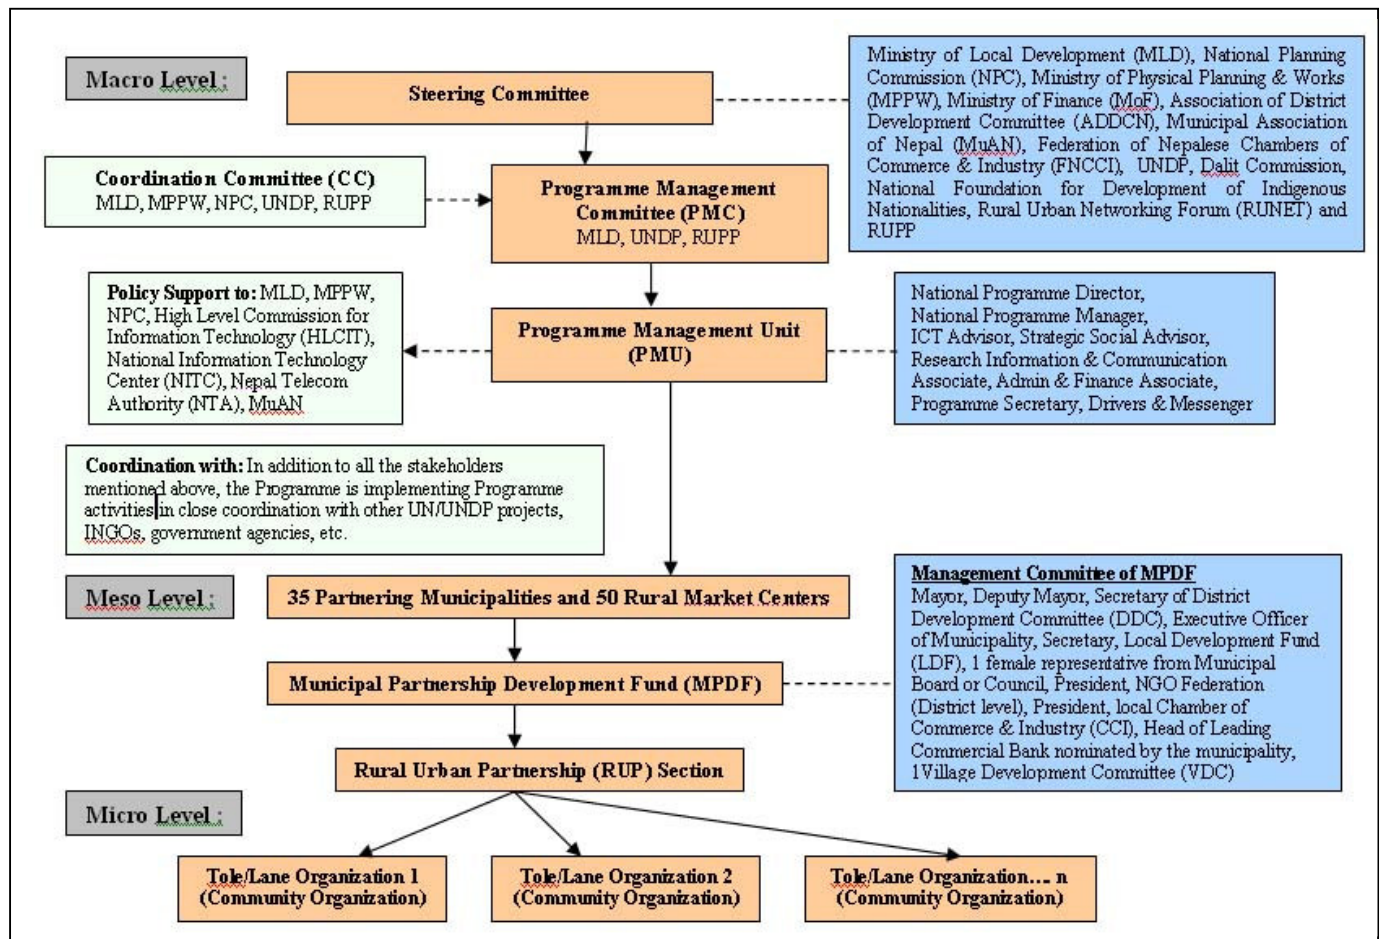 Macro Level :
Steering Committee
Ministry of Local Development (MLD), National Planning
Commission (NPC), Ministry of Physical Planning & Works
(MPPW), Ministry of Finance (MoF), Association of District
Development Committee (ADDCN), Municipal Association
of Nepal (MuAN), Federation of Nepalese Chambers of
Commerce & Industry (FNCCI), UNDP, Dalit Commission,
National Foundation for Development of Indigenous
Nationalities, Rural Urban Networking Forum (RUNET) and
RUPP
Coordination Committee (CC)
MLD, MPPW, NPC, UNDP, RUPP
Programme Management
Committee (PMC)
MLD, UNDP, RUPP
Policy Support to: MLD, MPPW,
NPC, High Level Commission for
Information Technology (HLCIT),
National Information Technology
Center (NITC), Nepal Telecom
Authority (NTA), MuAN
Programme Management Unit
(PMU)
National Programme Director,
National Programme Manager,
ICT Advisor, Strategic Social Advisor,
Research Information & Communication
Associate, Admin & Finance Associate,
Programme Secretary, Drivers & Messenger
Coordination with: In addition to all the stakeholders
mentioned above, the Programme is implementing Programme
activities in close coordination with other UN/UNDP projects,
INGOs, government agencies, etc.
Meso Level :
35 Partnering Municipalities and 50 Rural Market Centers
Municipal Partnership Development Fund (MPDF)
Management Committee of MPDF
Mayor, Deputy Mayor, Secretary of District
Development Committee (DDC), Executive Officer
of Municipality, Secretary, Local Development Fund
(LDF), 1 female representative from Municipal
Board or Council, President, NGO Federation
(District level), President, local Chamber of
Commerce & Industry (CCI), Head of Leading
Commercial Bank nominated by the municipality,
1Village Development Committee (VDC)
Rural Urban Partnership (RUP) Section
Micro Level :
Tole/Lane Organization 1
(Community Organization)
Tole/Lane Organization 2
(Community Organization)
Tole/Lane Organization.... n
(Community Organization)